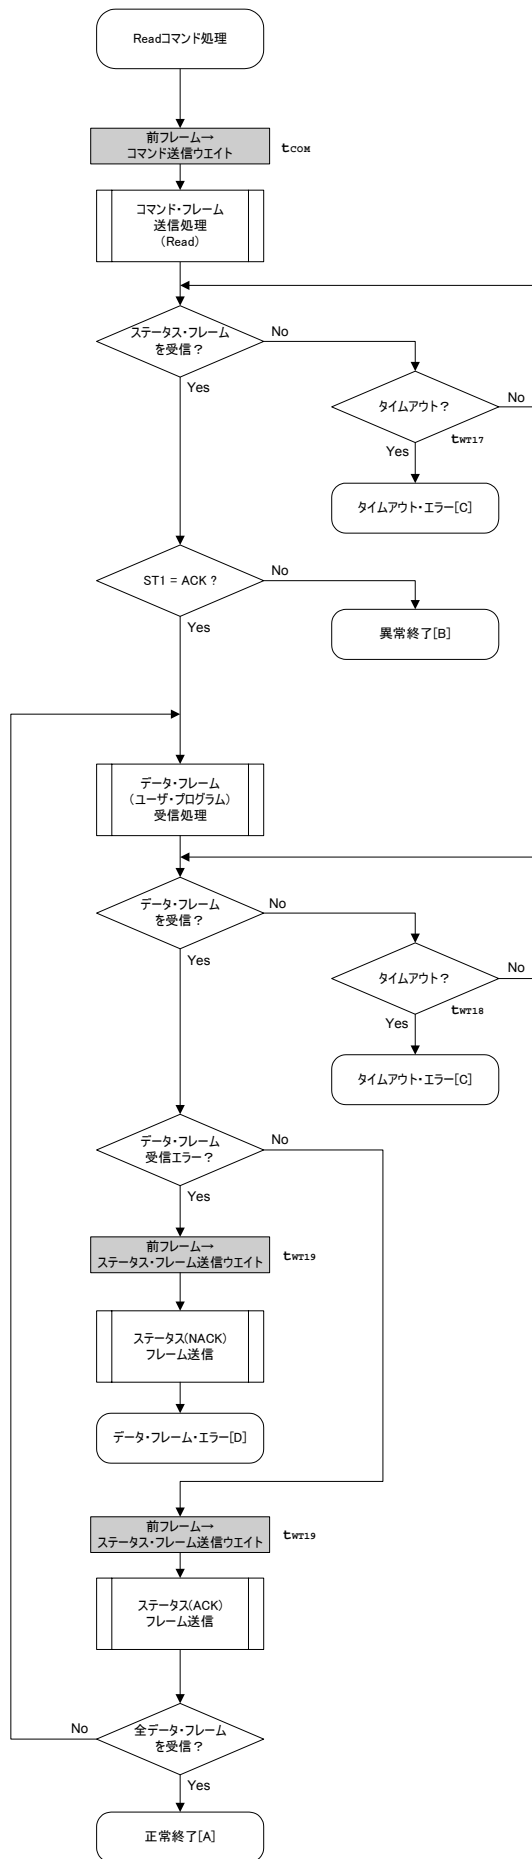 Readコマンド処理
前フレーム→
コマンド送信ウエイト
tCOM
コマンド・フレーム
送信処理
(Read)
ステータス・フレーム
を受信？
No
Yes
タイムアウト？
No
Yes
tWT17
タイムアウト・エラー[C]
ST1 = ACK ?
No
Yes
異常終了[B]
データ・フレーム
(ユーザ・プログラム)
受信処理
データ・フレーム
を受信？
No
Yes
タイムアウト？
No
Yes
tWT18
タイムアウト・エラー[C]
データ・フレーム
受信エラー？
No
Yes
前フレーム→
ステータス・フレーム送信ウエイト
tWT19
ステータス(NACK)
フレーム送信
データ・フレーム・エラー[D]
前フレーム→
ステータス・フレーム送信ウエイト
tWT19
ステータス(ACK)
フレーム送信
全データ・フレーム
を受信？
No
Yes
正常終了[A]